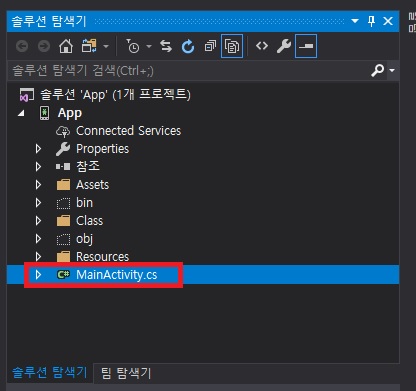 솔루션 탐색기
솔루션 탐색기 검색(Ctrl+;)
솔루션 'App' (1개 프로젝트)
App
Connected Services
Properties
참조
Assets
bin
Class
obj
Resources
C# MainActivity.cs
솔루션 탐색기 팀 탐색기